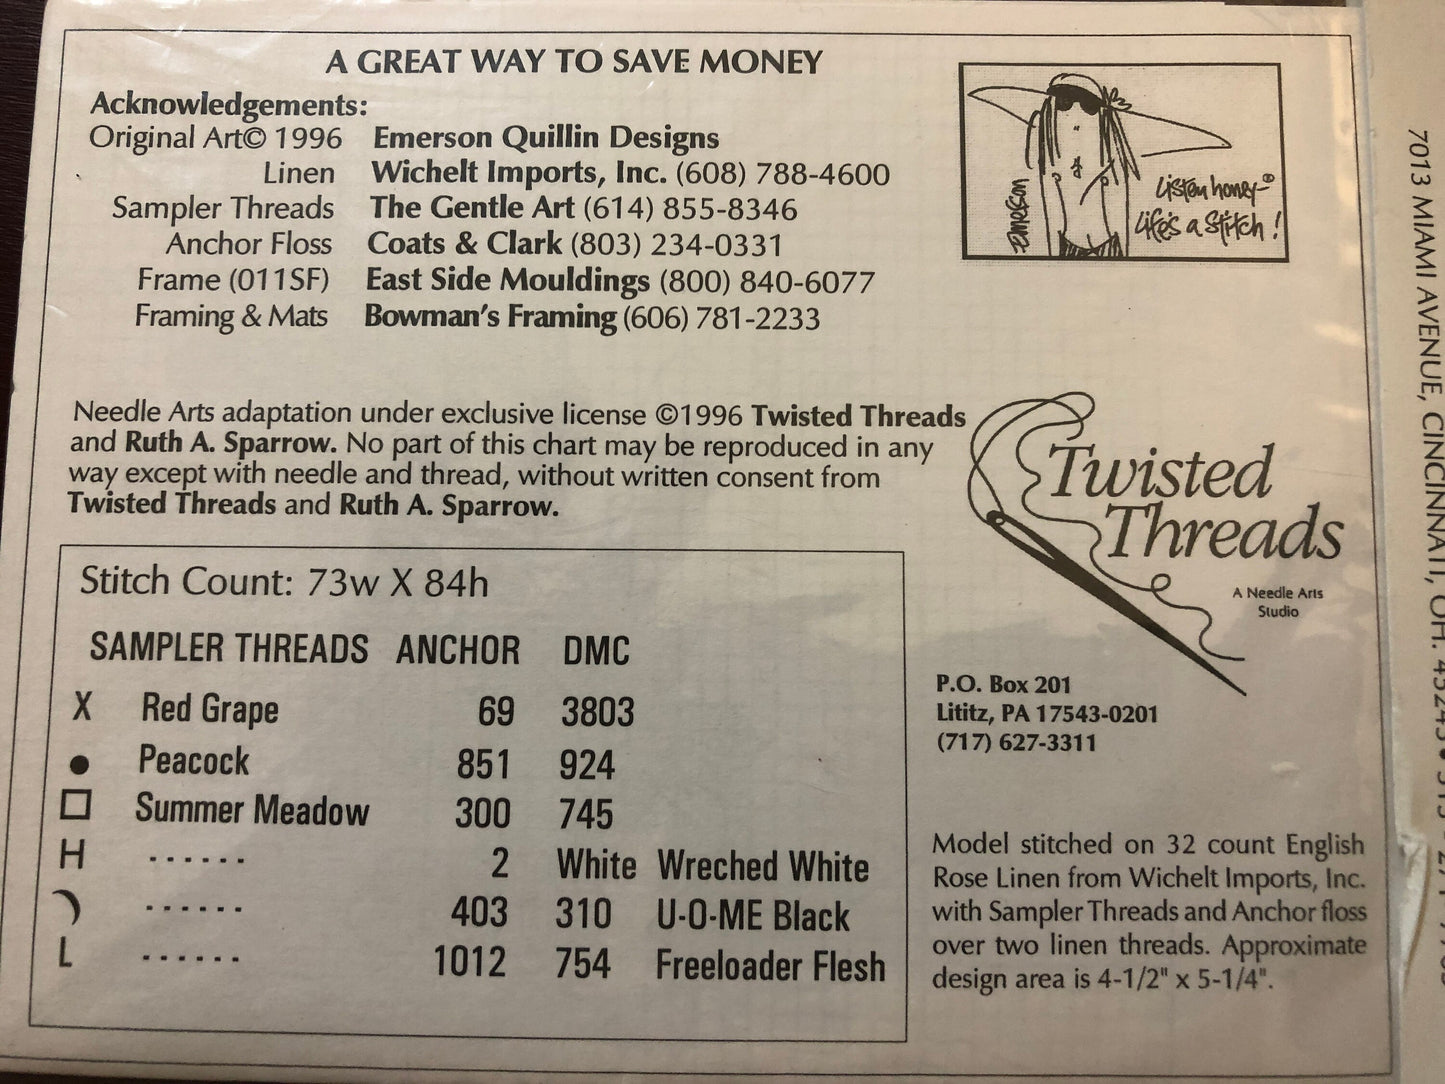 A GREAT WAY TO SAVE MONEY
Acknowledgements:
Original Art© 1996 Emerson Quillin Designs
Linen Wichelt Imports, Inc. (608) 788-4600
Sampler Threads The Gentle Art (614) 855-8346
Anchor Floss Coats & Clark (803) 234-0331
Frame (011SF) East Side Mouldings (800) 840-6077
Framing & Mats Bowman's Framing (606) 781-2233
Emerson
Listen honey-®
Life's a Stitch!
Needle Arts adaptation under exclusive license ©1996 Twisted Threads
and Ruth A. Sparrow. No part of this chart may be reproduced in any
way except with needle and thread, without written consent from
Twisted Threads and Ruth A. Sparrow.
Twisted
Threads
A Needle Arts
Studio
P.O. Box 201
Lititz, PA 17543-0201
(717) 627-3311
Stitch Count: 73w X 84h
SAMPLER THREADS ANCHOR DMC
X Red Grape 69 3803
● Peacock 851 924
□ Summer Meadow 300 745
H ...... 2 White Wreched White
☽ ...... 403 310 U-O-ME Black
L ...... 1012 754 Freeloader Flesh
Model stitched on 32 count English
Rose Linen from Wichelt Imports, Inc.
with Sampler Threads and Anchor floss
over two linen threads. Approximate
design area is 4-1/2" x 5-1/4".
7013 MIAMI AVENUE, CINCINNATI, OH. 45243